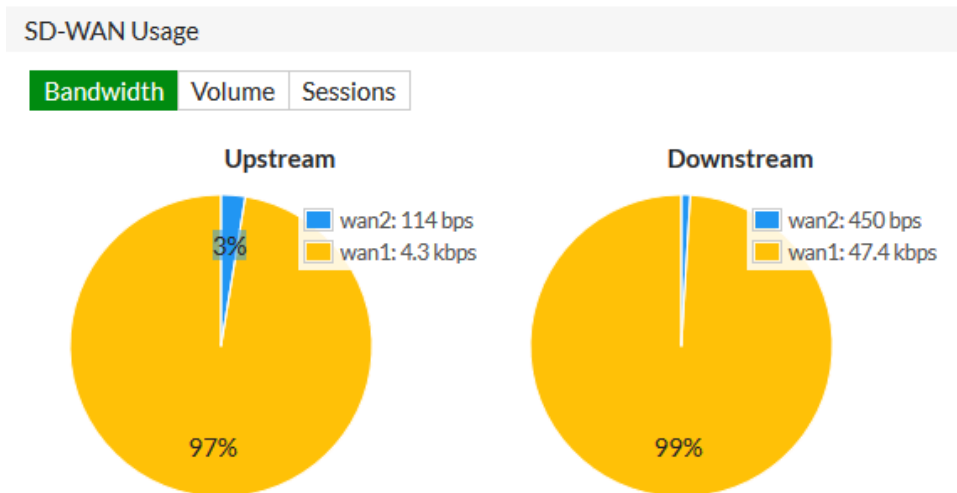 SD-WAN Usage
Bandwidth Volume Sessions
Upstream
wan2: 114 bps
wan1: 4.3 kbps
3%
97%
Downstream
wan2: 450 bps
wan1: 47.4 kbps
99%